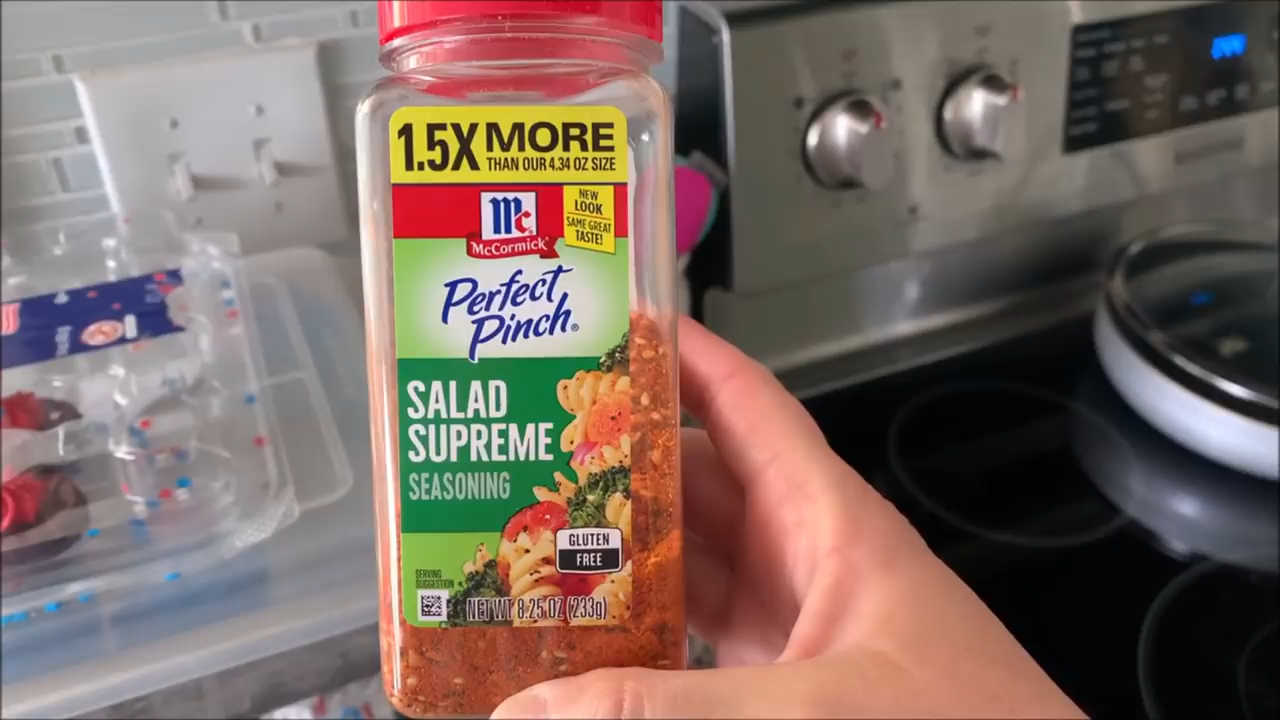 1.5X MORE
THAN OUR 4.34 OZ SIZE
Mc
McCormick®
NEW
LOOK
SAME GREAT
TASTE!
Perfect
Pinch®
SALAD
SUPREME
SEASONING
GLUTEN
FREE
SERVING
SUGGESTION
NET WT 8.25 OZ (233g)